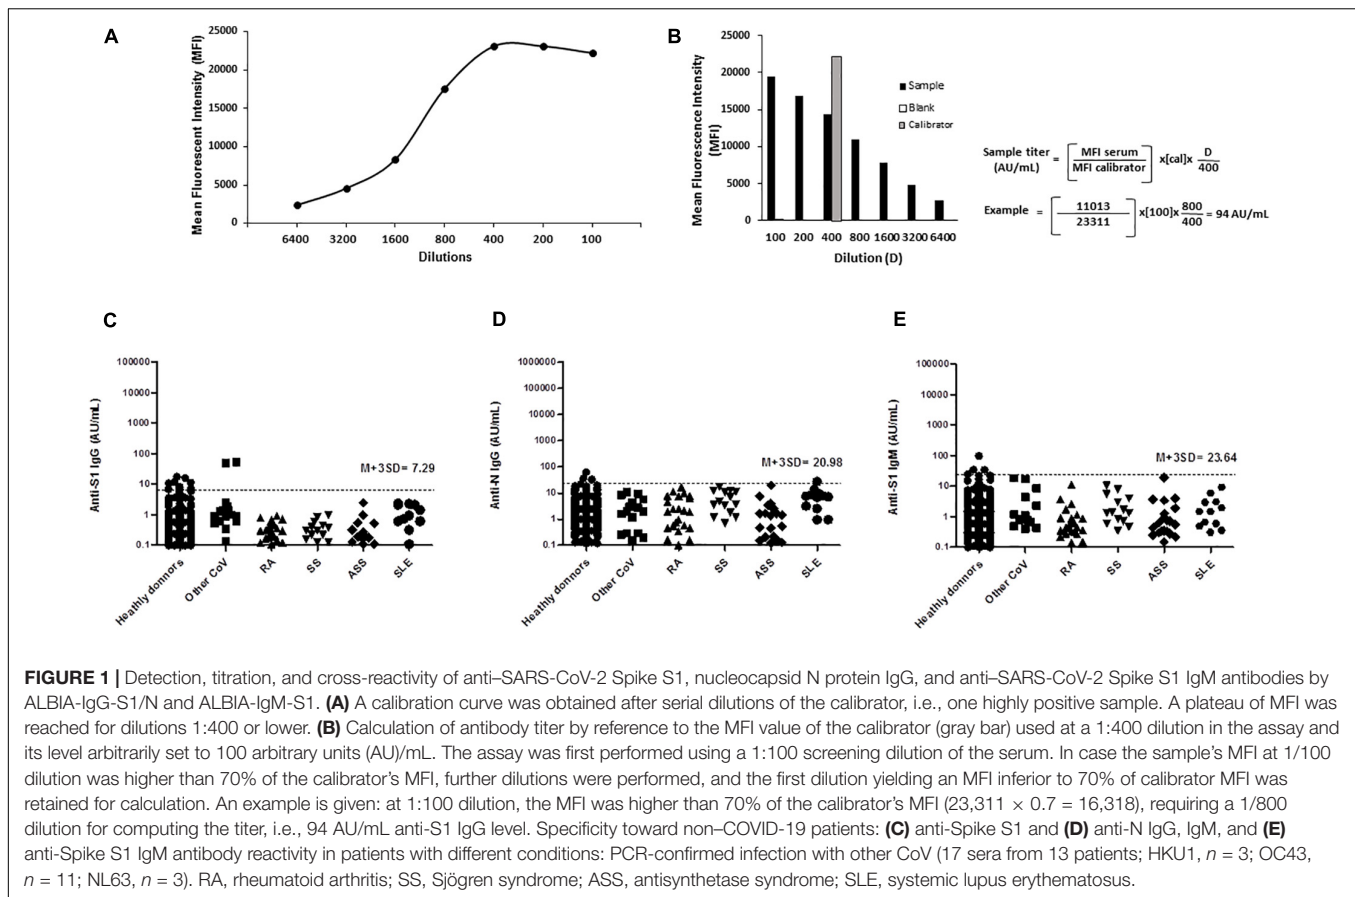 A
Mean Fluorescent Intensity (MFI)
25000
20000
15000
10000
5000
0
6400 3200 1600 800 400 200 100
Dilutions
B
Mean Fluorescence Intensity
(MFI)
25000
20000
15000
10000
5000
0
Sample
Blank
Calibrator
100 200 400 800 1600 3200 6400
Dilution (D)
Sample titer (AU/mL) = [ MFI serum / MFI calibrator ] x[cal]x D / 400
Example = [ 11013 / 23311 ] x[100]x 800 / 400 = 94 AU/mL
C
Anti-S1 IgG (AU/mL)
100000
10000
1000
100
10
1
0.1
M+3SD= 7.29
Heathly donnors
Other CoV
RA
SS
ASS
SLE
D
Anti-N IgG (AU/mL)
1000000
100000
10000
1000
100
10
1
0.1
M+3SD= 20.98
Heathly donnors
Other CoV
RA
SS
ASS
SLE
E
Anti-S1 IgM (AU/mL)
100000
10000
1000
100
10
1
0.1
M+3SD= 23.64
Heathly donnors
Other CoV
RA
SS
ASS
SLE
FIGURE 1 | Detection, titration, and cross-reactivity of anti–SARS-CoV-2 Spike S1, nucleocapsid N protein IgG, and anti–SARS-CoV-2 Spike S1 IgM antibodies by
ALBIA-IgG-S1/N and ALBIA-IgM-S1. (A) A calibration curve was obtained after serial dilutions of the calibrator, i.e., one highly positive sample. A plateau of MFI was
reached for dilutions 1:400 or lower. (B) Calculation of antibody titer by reference to the MFI value of the calibrator (gray bar) used at a 1:400 dilution in the assay and
its level arbitrarily set to 100 arbitrary units (AU)/mL. The assay was first performed using a 1:100 screening dilution of the serum. In case the sample's MFI at 1/100
dilution was higher than 70% of the calibrator's MFI, further dilutions were performed, and the first dilution yielding an MFI inferior to 70% of calibrator MFI was
retained for calculation. An example is given: at 1:100 dilution, the MFI was higher than 70% of the calibrator's MFI (23,311 × 0.7 = 16,318), requiring a 1/800
dilution for computing the titer, i.e., 94 AU/mL anti-S1 IgG level. Specificity toward non–COVID-19 patients: (C) anti-Spike S1 and (D) anti-N IgG, IgM, and (E)
anti-Spike S1 IgM antibody reactivity in patients with different conditions: PCR-confirmed infection with other CoV (17 sera from 13 patients; HKU1, n = 3; OC43,
n = 11; NL63, n = 3). RA, rheumatoid arthritis; SS, Sjögren syndrome; ASS, antisynthetase syndrome; SLE, systemic lupus erythematosus.